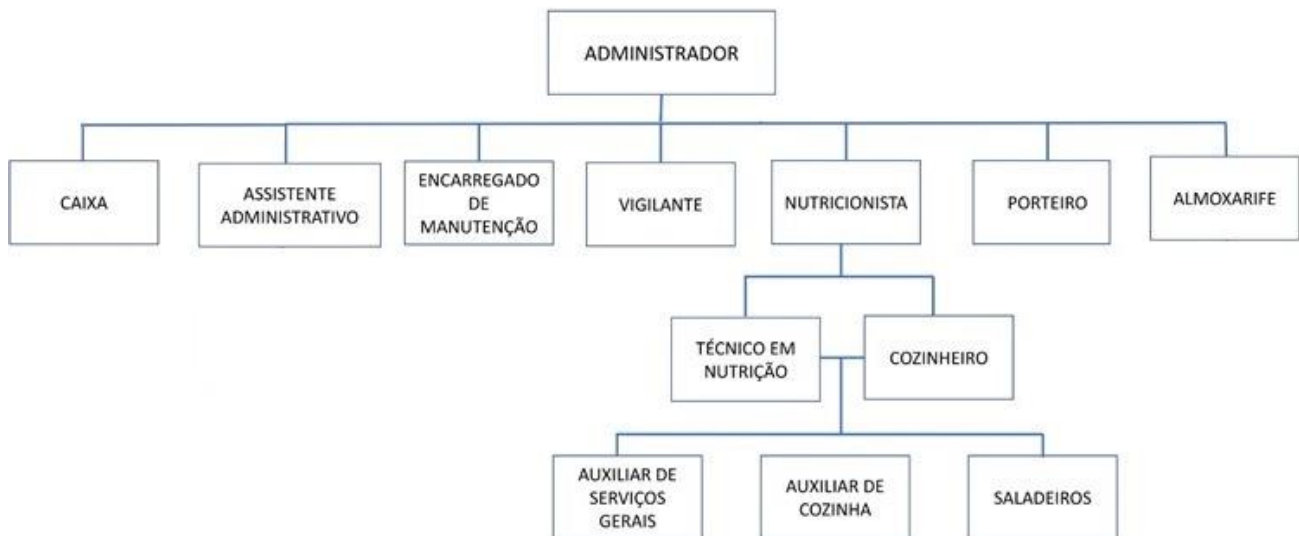 ADMINISTRADOR
CAIXA
ASSISTENTE
ADMINISTRATIVO
ENCARREGADO
DE
MANUTENÇÃO
VIGILANTE
NUTRICIONISTA
PORTEIRO
ALMOXARIFE
TÉCNICO EM
NUTRIÇÃO
COZINHEIRO
AUXILIAR DE
SERVIÇOS
GERAIS
AUXILIAR DE
COZINHA
SALADEIROS